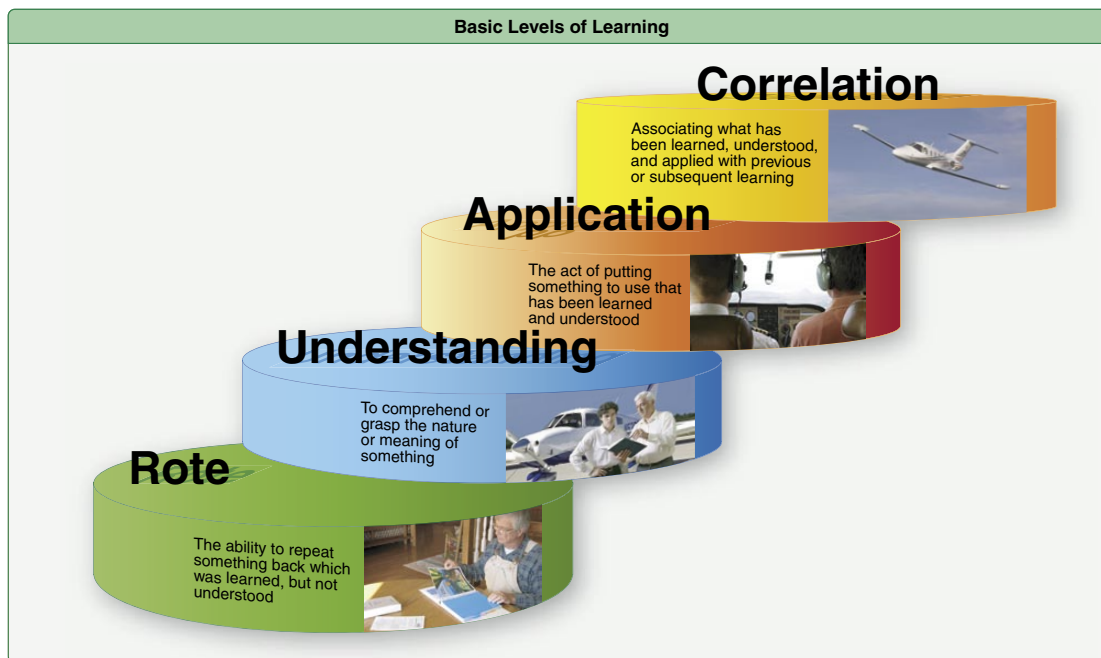 Basic Levels of Learning
Correlation
Associating what has
been learned, understood,
and applied with previous
or subsequent learning
Application
The act of putting
something to use that
has been learned
and understood
Understanding
To comprehend or
grasp the nature
or meaning of
something
Rote
The ability to repeat
something back which
was learned, but not
understood